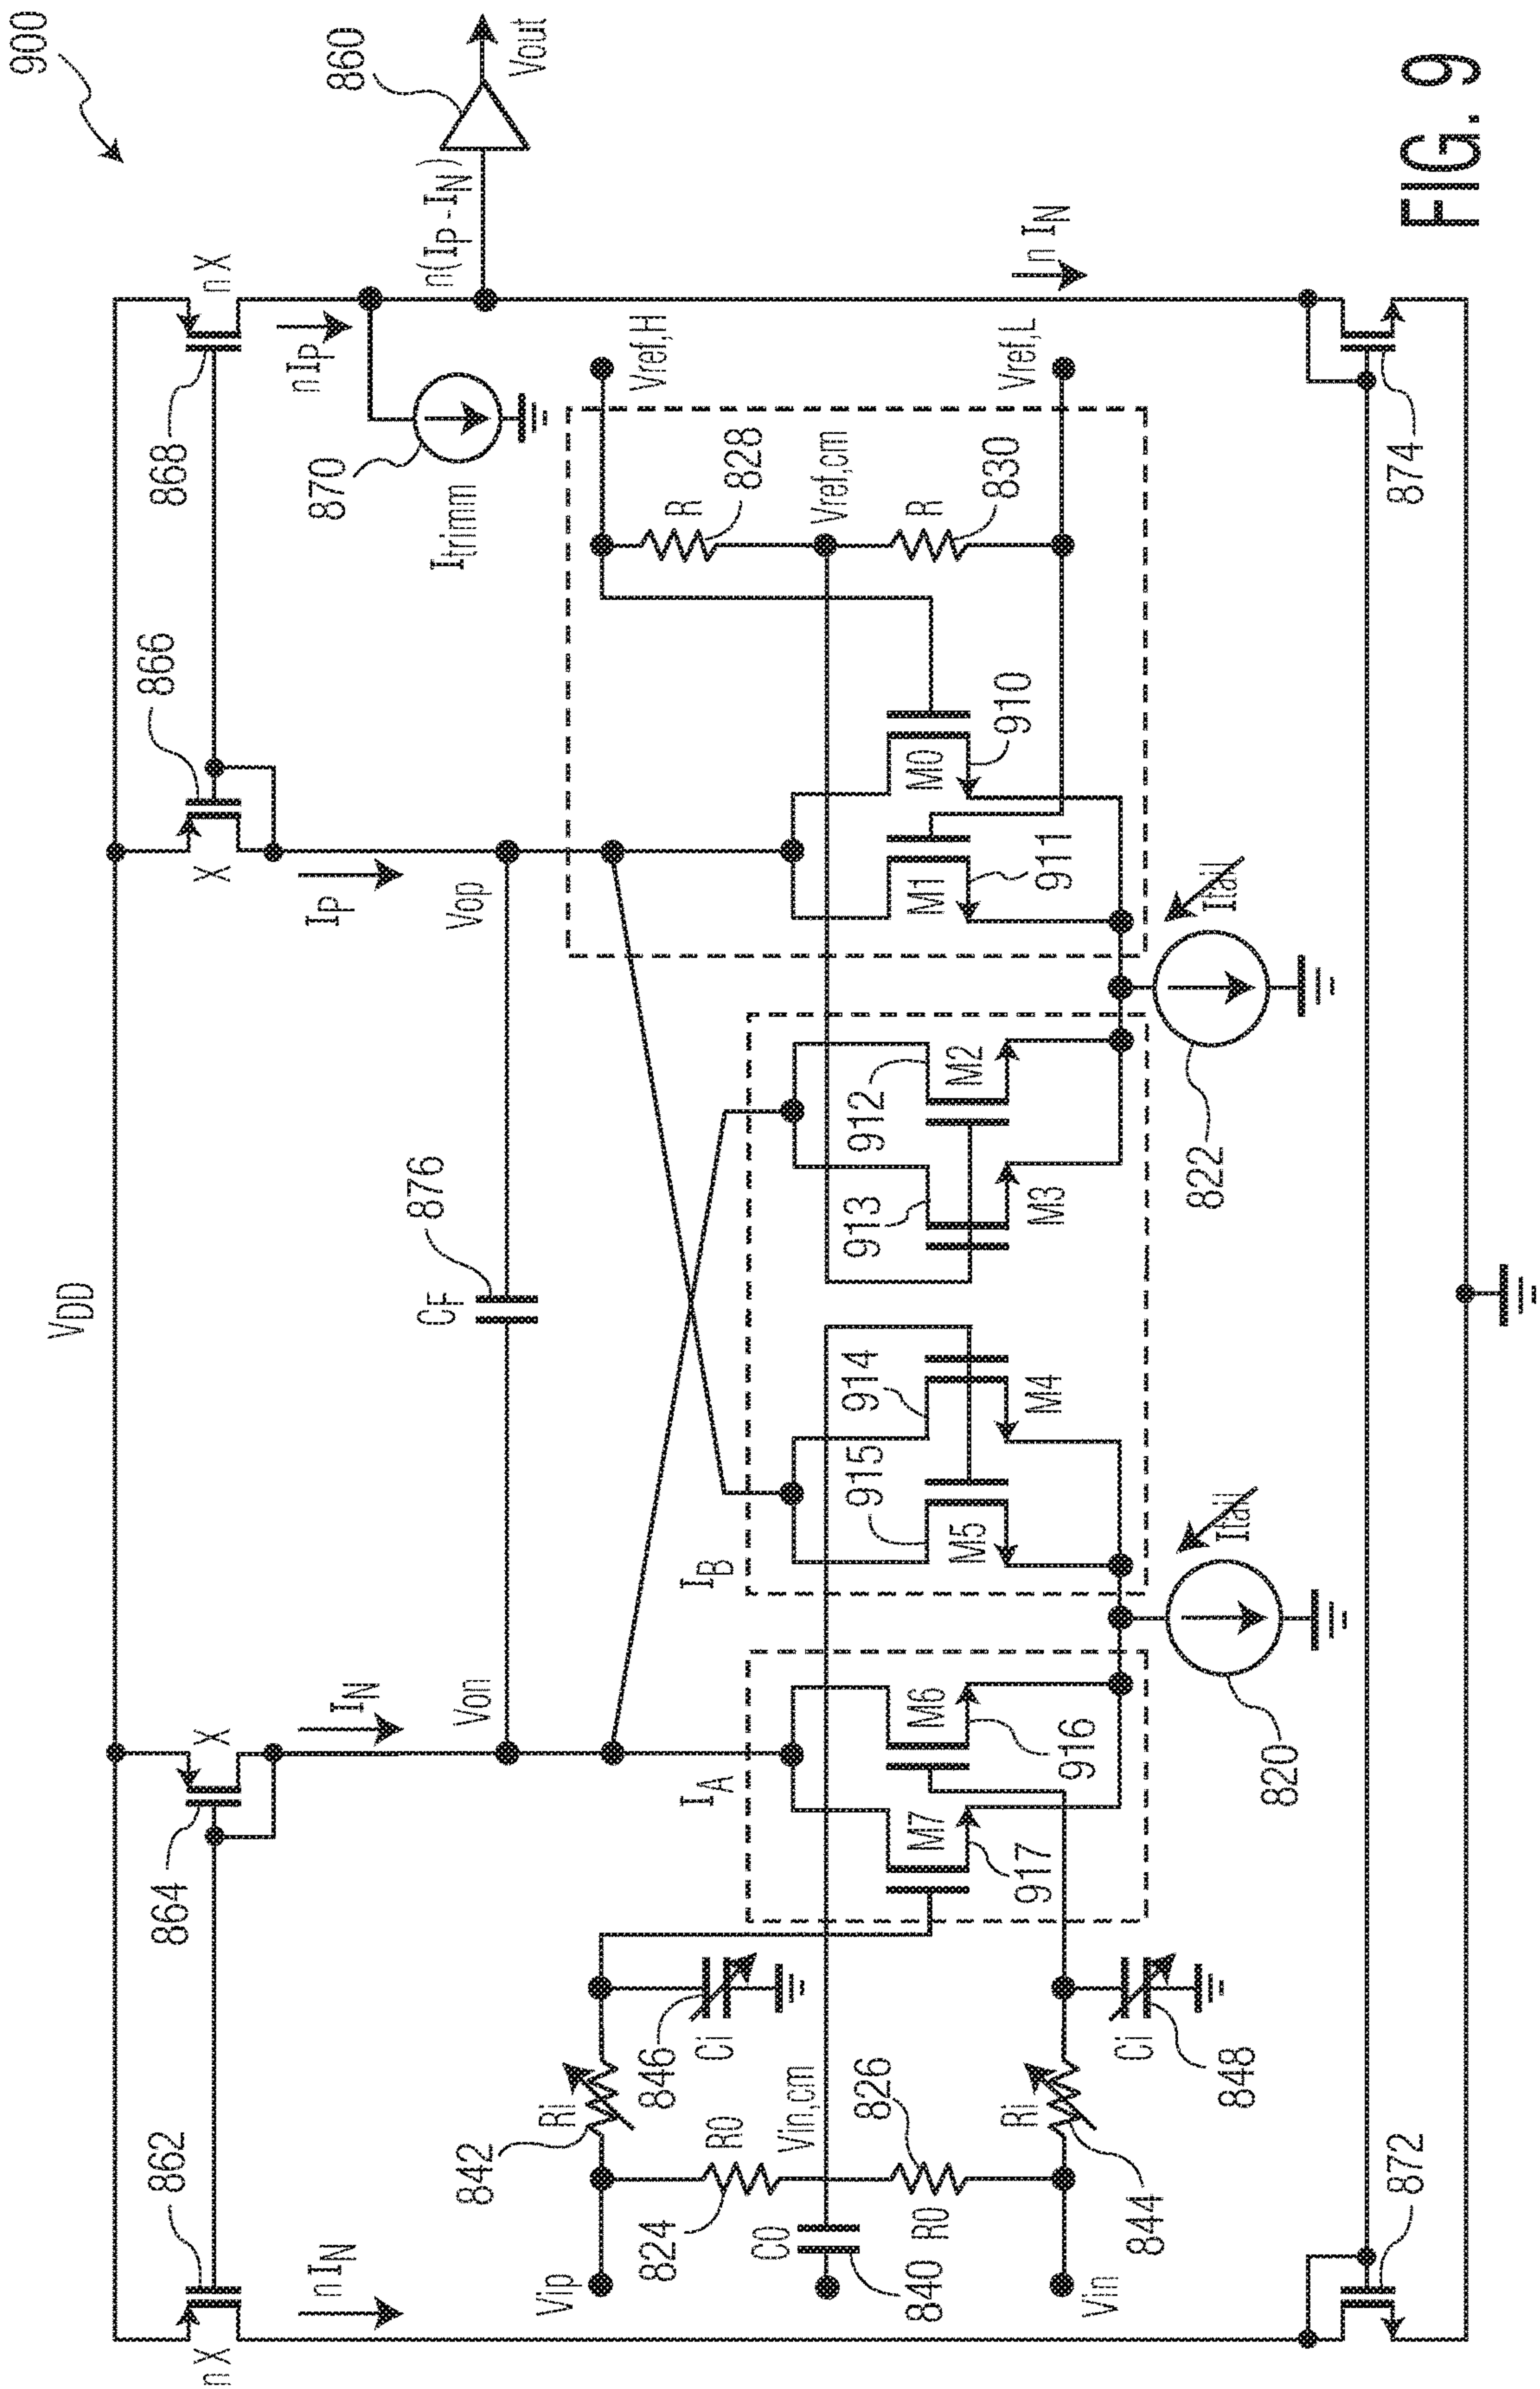 900
VDD
862
nX
nIN
864
X
IN
Von
CF
876
866
X
IP
Vop
868
nX
nIP
870
Itrimm
n(IP-IN)
860
Vout
Vip
842
Ri
846
Ci
824
R0
Vin,cm
C0
840
826
R0
Vin
844
Ri
848
Ci
IA
M7
917
M6
916
IB
915
M5
914
M4
820
Itail
913
M3
912
M2
822
Itail
M1
911
M0
910
Vref,H
R
828
Vref,cm
R
830
Vref,L
nIN
872
874
FIG. 9